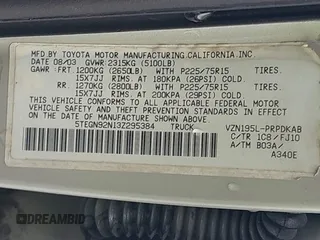 MFD. BY TOYOTA MOTOR MANUFACTURING, CALIFORNIA, INC.
DATE 08/03 GVWR 2315KG (5100LB)
GAWR: FRT. 1200KG (2650LB) WITH P225/75R15 TIRES.
15X7JJ RIMS. AT 180KPA (26PSI) COLD.
RR. 1270KG (2800LB) WITH P225/75R15 TIRES.
15X7JJ RIMS. AT 200KPA (29PSI) COLD.
THIS VEHICLE CONFORMS TO ALL APPLICABLE FEDERAL MOTOR
VEHICLE SAFETY AND THEFT PREVENTION STANDARDS IN EFFECT
ON THE DATE OF MANUFACTURE SHOWN ABOVE.
5TEGN92N13Z295384 TRUCK VZN195L-PRPDKAB
C/TR 1C8/FJ10
A/TM B03A/
A340E
DREAMBID